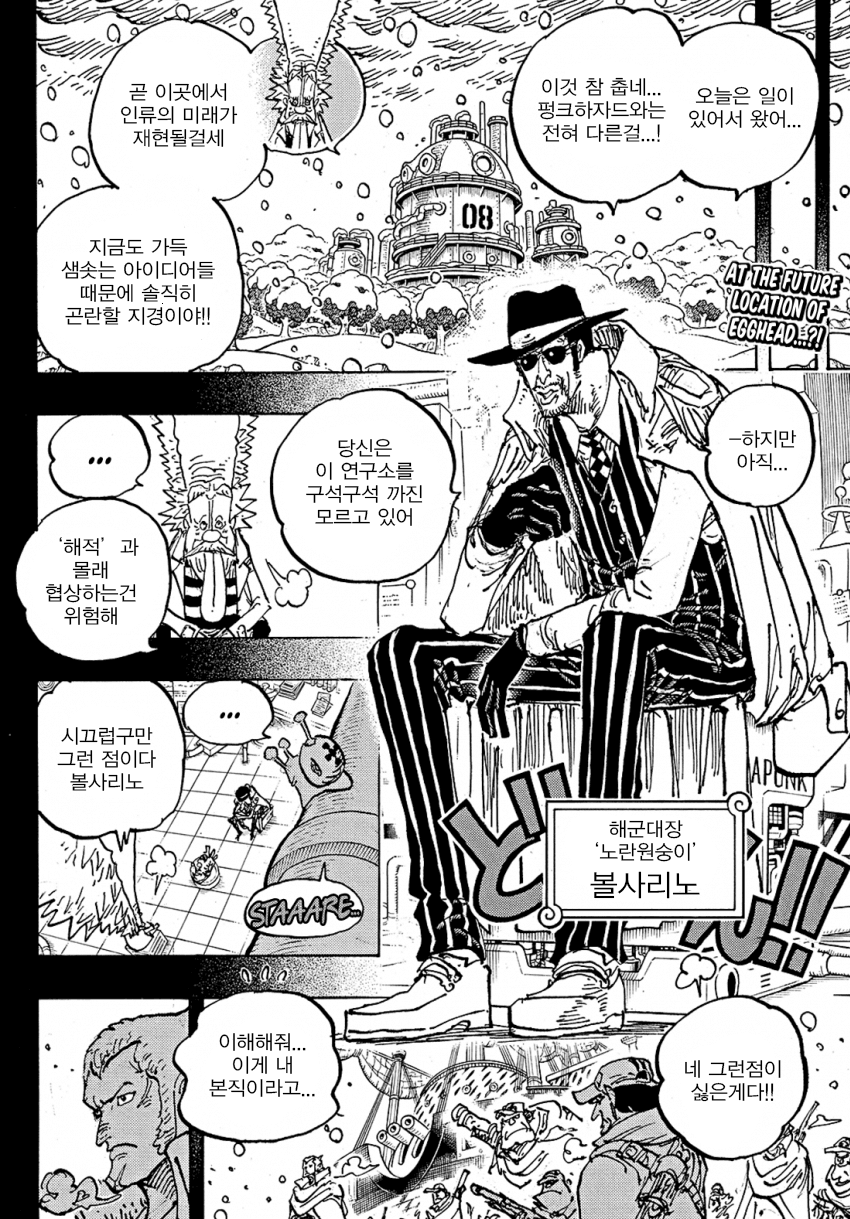 오늘은 일이
있어서 왔어...
이것 참 춥네...
펑크하자드와는
전혀 다른걸...!
곧 이곳에서
인류의 미래가
재현될걸세
지금도 가득
샘솟는 아이디어들
때문에 솔직히
곤란할 지경이야!!
08
AT THE FUTURE
LOCATION OF
EGGHEAD...?!
-하지만
아직...
당신은
이 연구소를
구석구석 까진
모르고 있어
...
‘해적’ 과
몰래
협상하는건
위험해
APUNK
해군대장
‘노란원숭이’
볼사리노
どん!!
...
시끄럽구만
그런 점이다
볼사리노
STAAARE...
네 그런점이
싫은게다!!
이해해줘...
이게 내
본직이라고...